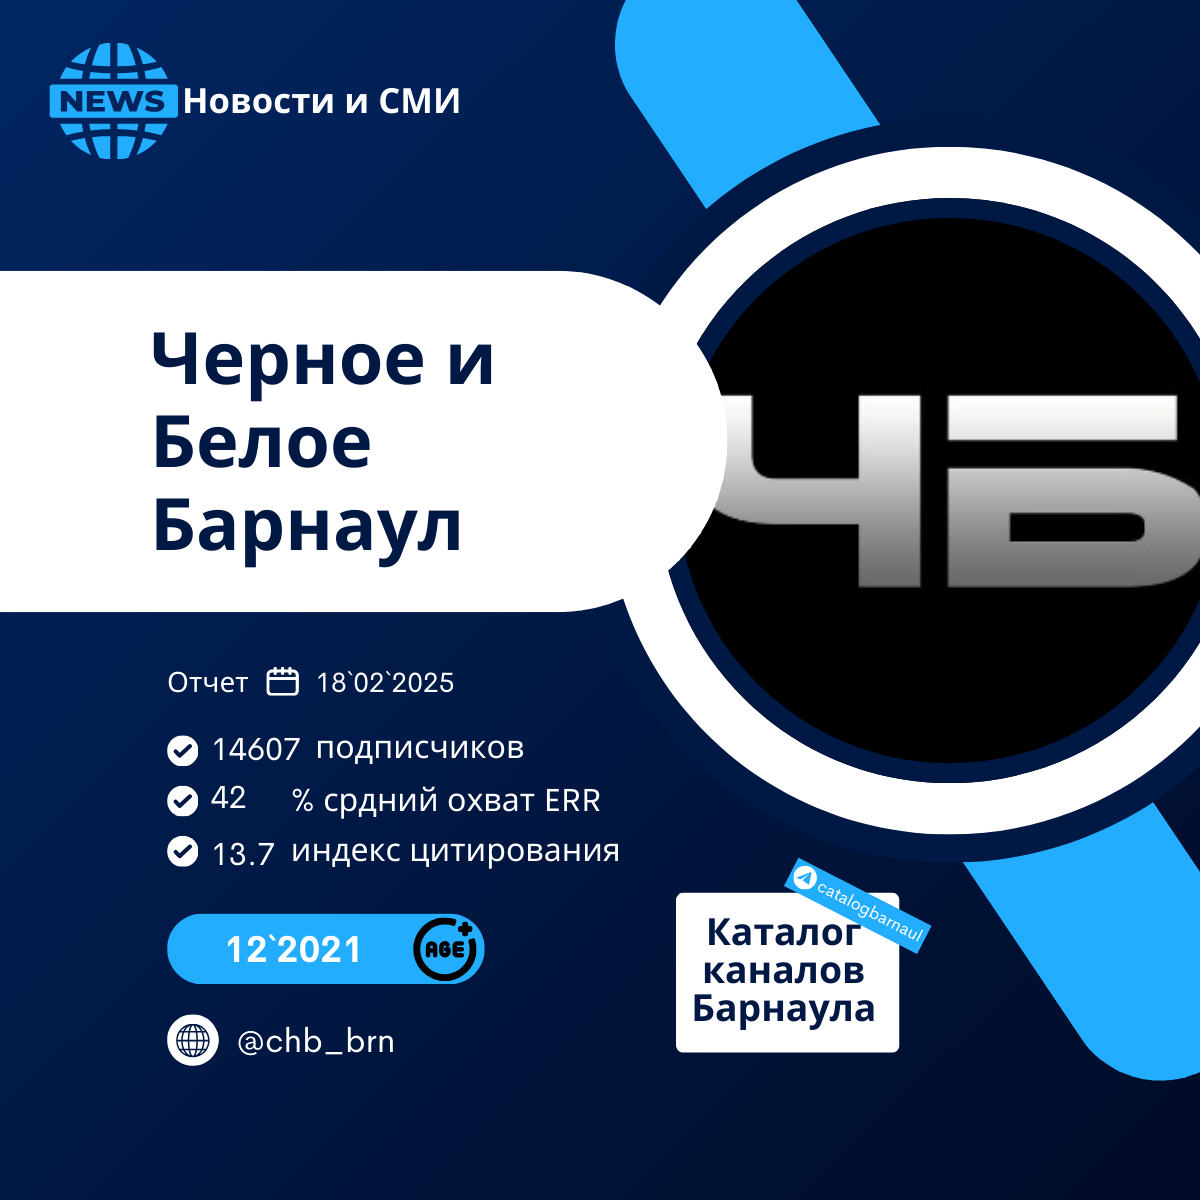 NEWS Новости и СМИ
Черное и
Белое
Барнаул
ЧБ
Отчет 18`02`2025
14607 подписчиков
42 % срдний охват ERR
13.7 индекс цитирования
12`2021 AGE+
@chb_brn
catalogbarnaul
Каталог
каналов
Барнаула